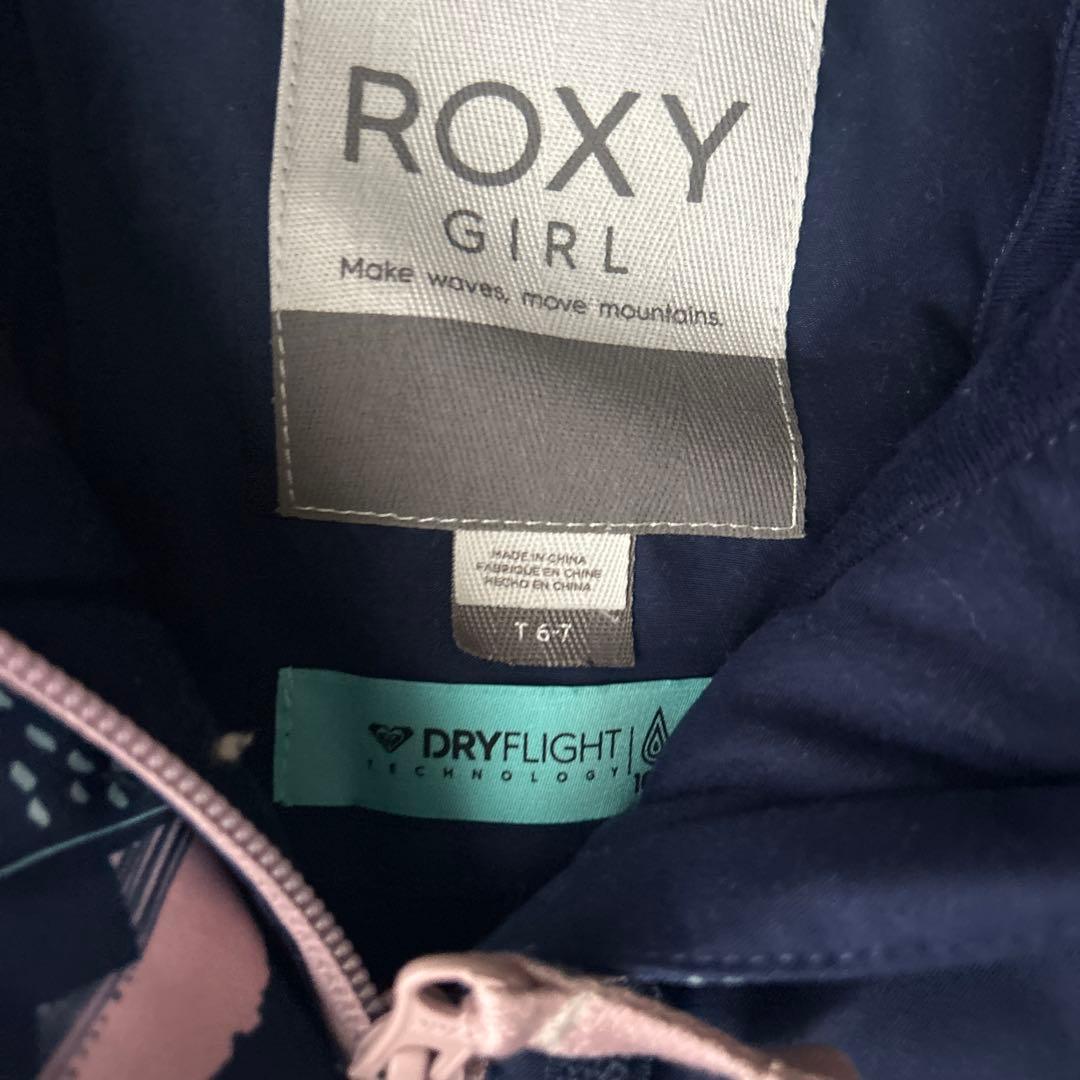 ROXY
GIRL
Make waves, move mountains.
MADE IN CHINA
FABRIQUE EN CHINE
HECHO EN CHINA
T 6-7
DRYFLIGHT
TECHNOLOGY